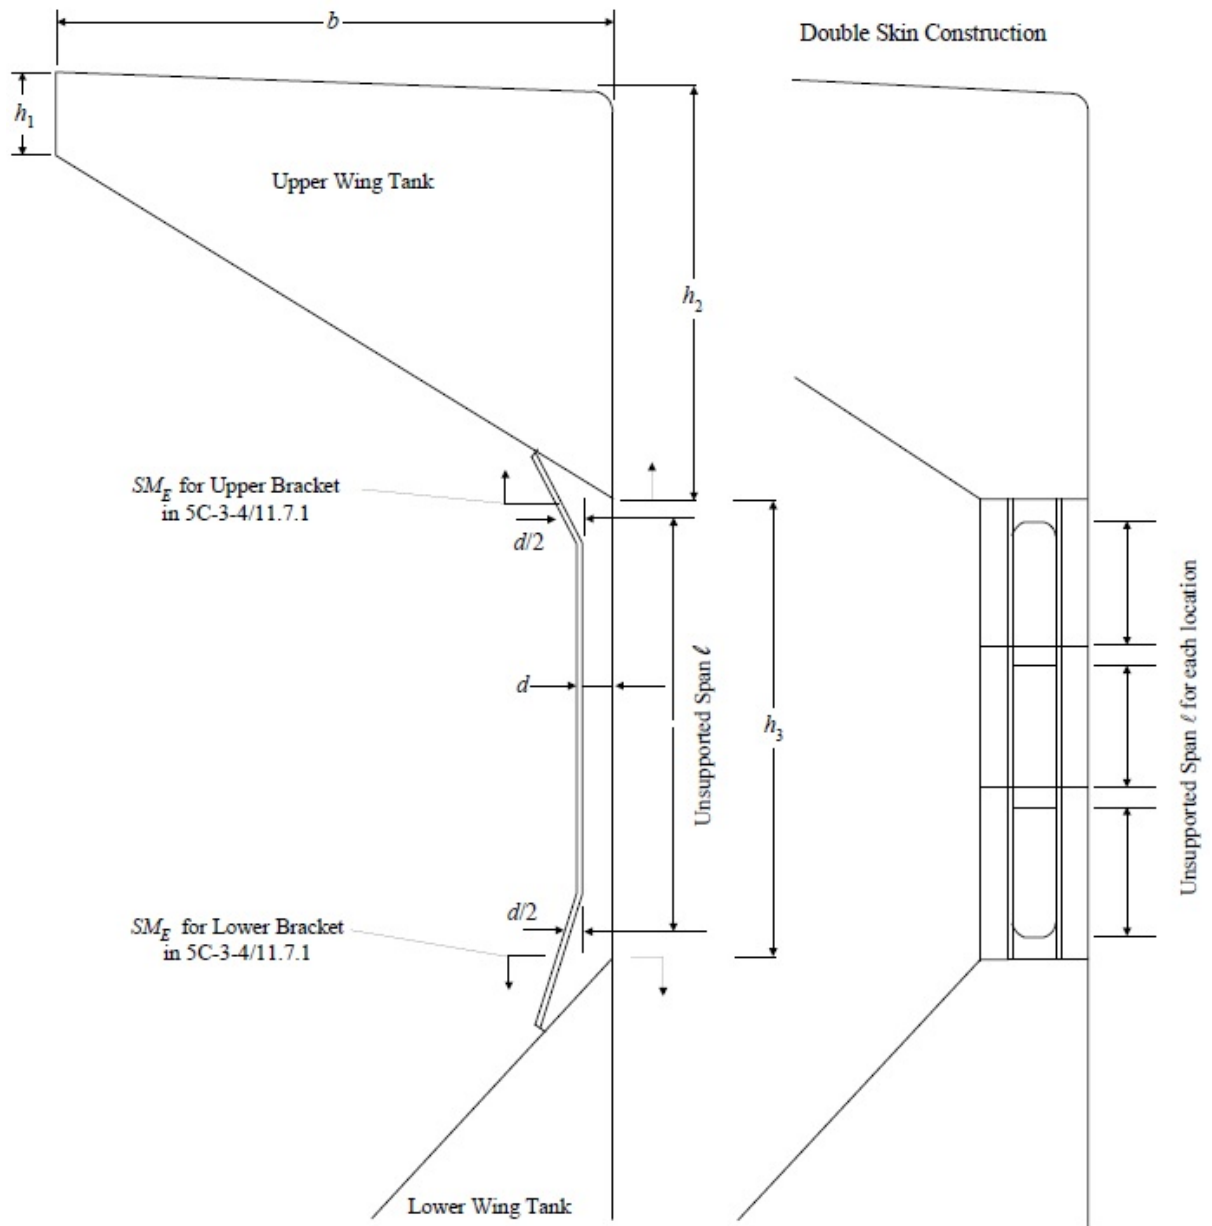 b
Double Skin Construction
h1
Upper Wing Tank
h2
SME for Upper Bracket
in 5C-3-4/11.7.1
d/2
Unsupported Span ℓ
d
h3
Unsupported Span ℓ for each location
d/2
SME for Lower Bracket
in 5C-3-4/11.7.1
Lower Wing Tank